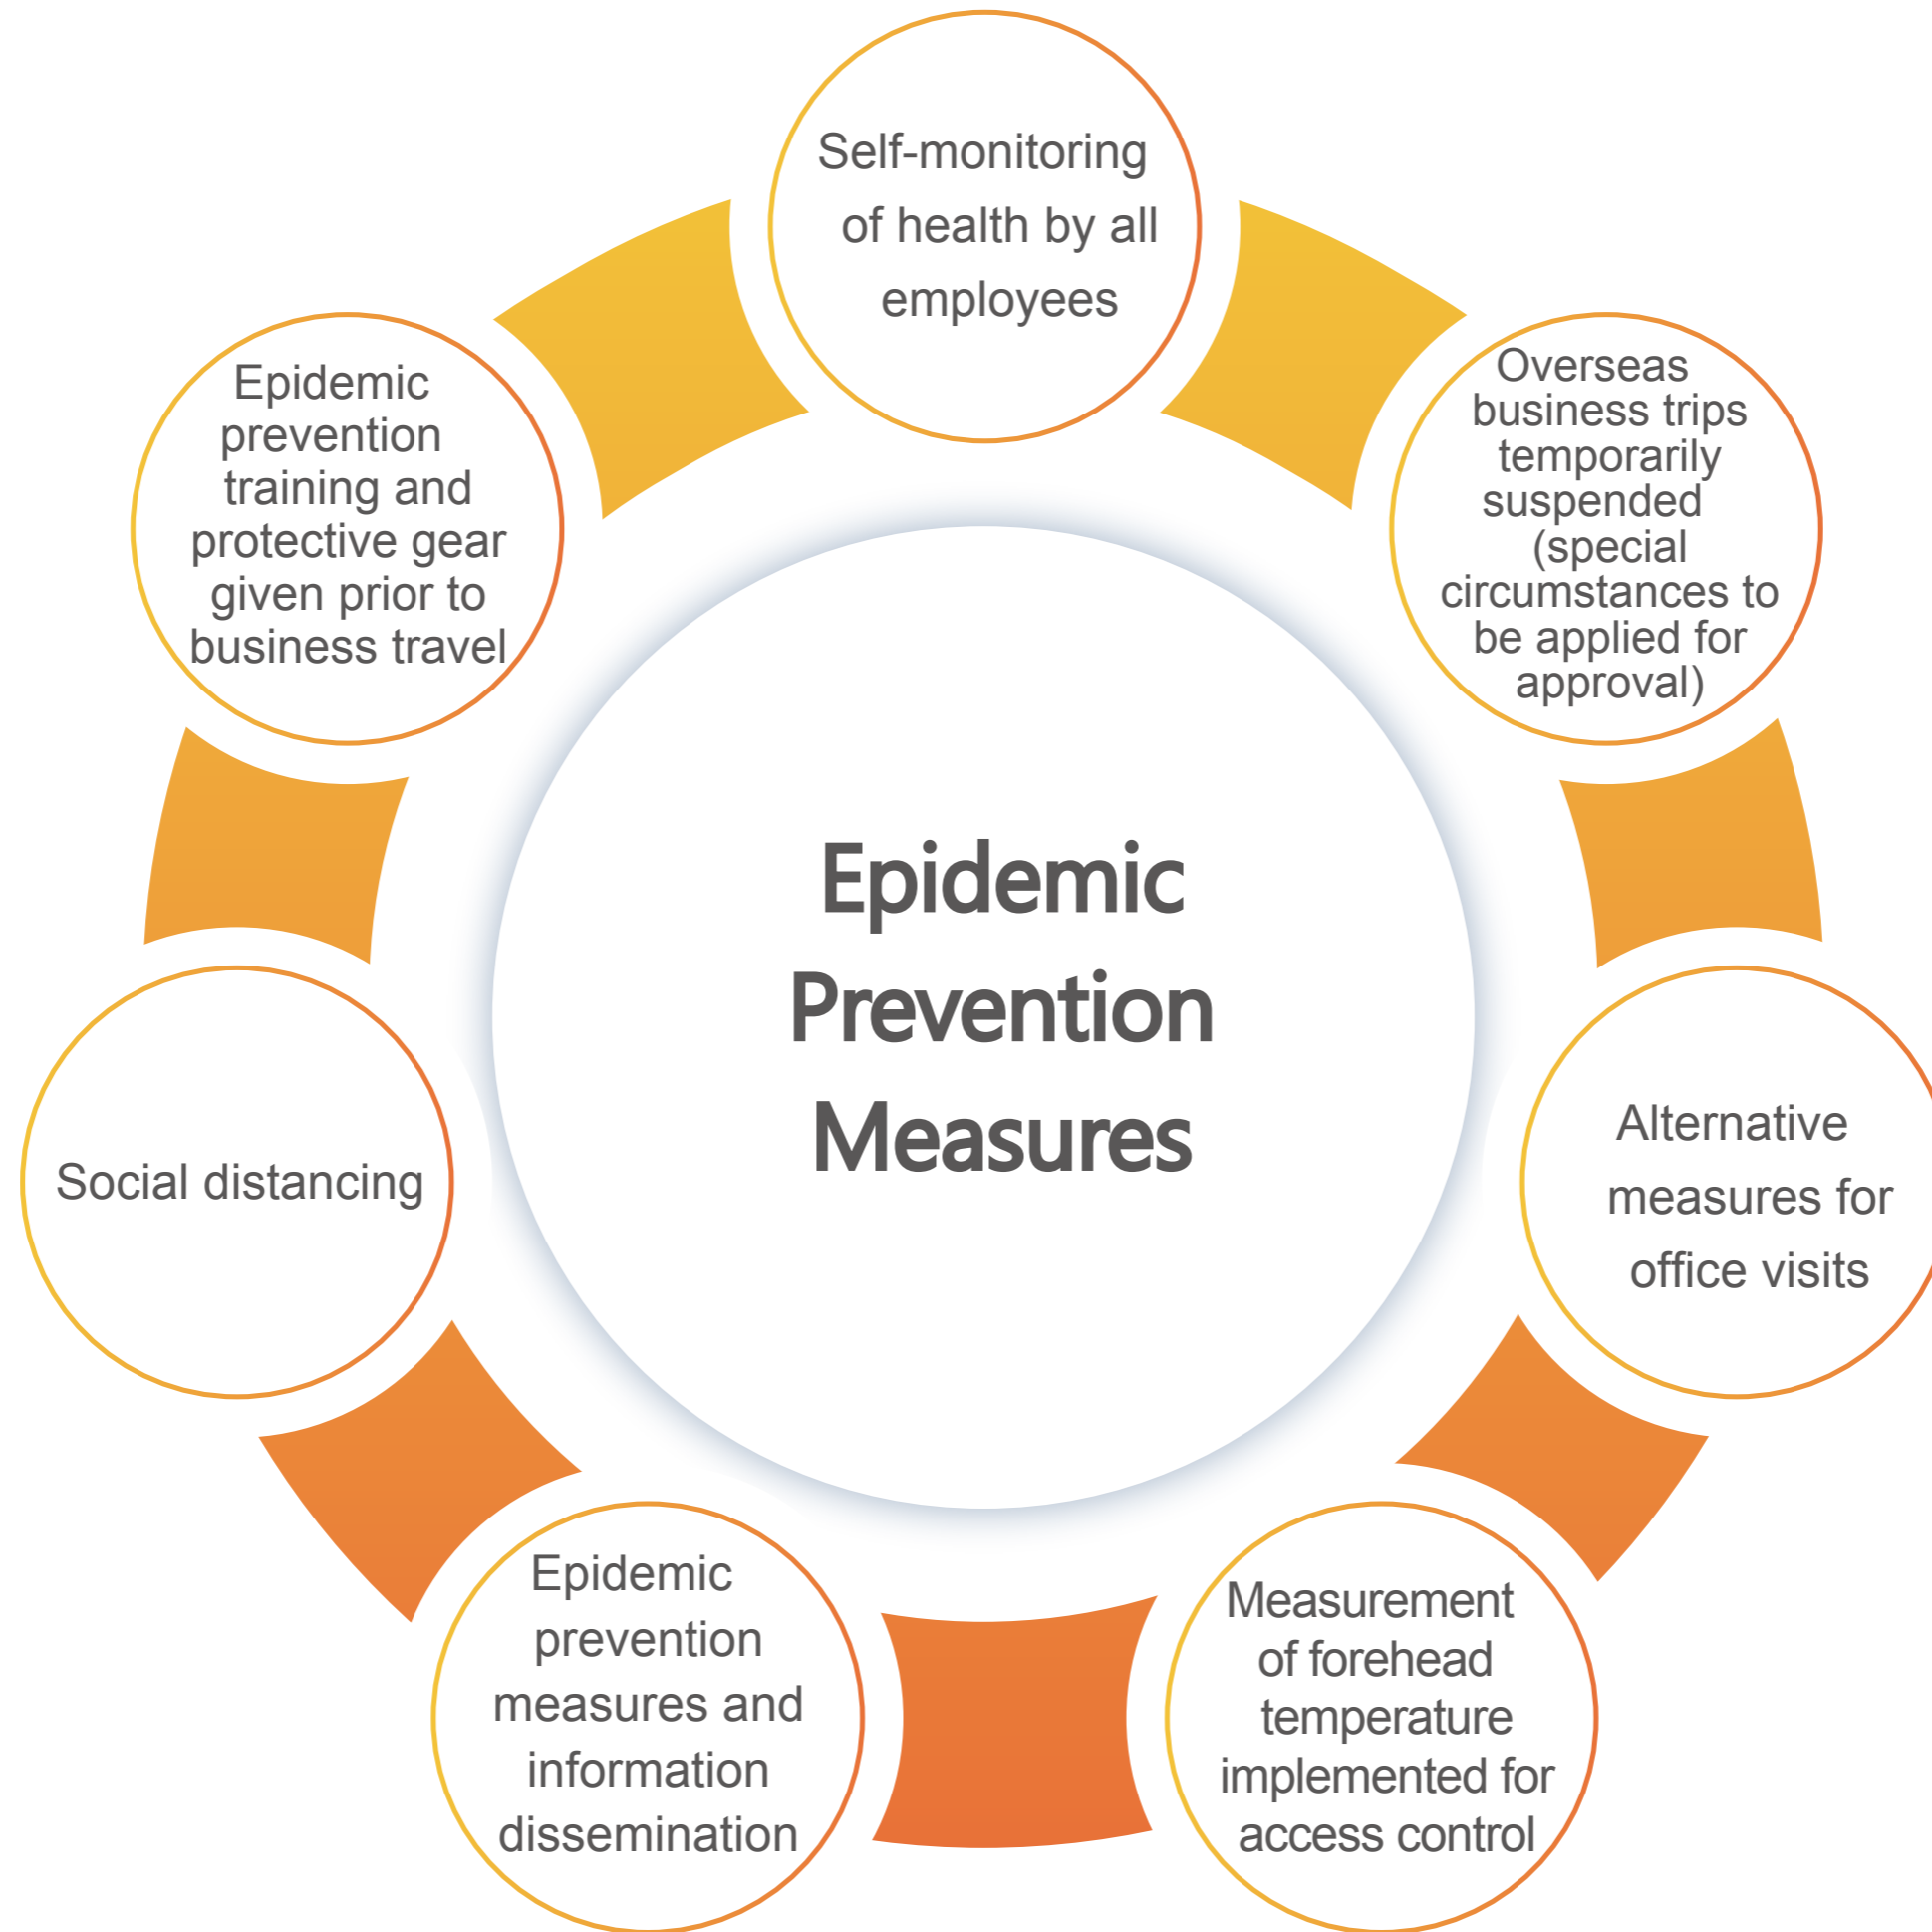 Self-monitoring
of health by all
employees
Overseas
business trips
temporarily
suspended
(special
circumstances to
be applied for
approval)
Alternative
measures for
office visits
Measurement
of forehead
temperature
implemented for
access control
Epidemic
prevention
measures and
information
dissemination
Social distancing
Epidemic
prevention
training and
protective gear
given prior to
business travel
Epidemic
Prevention
Measures